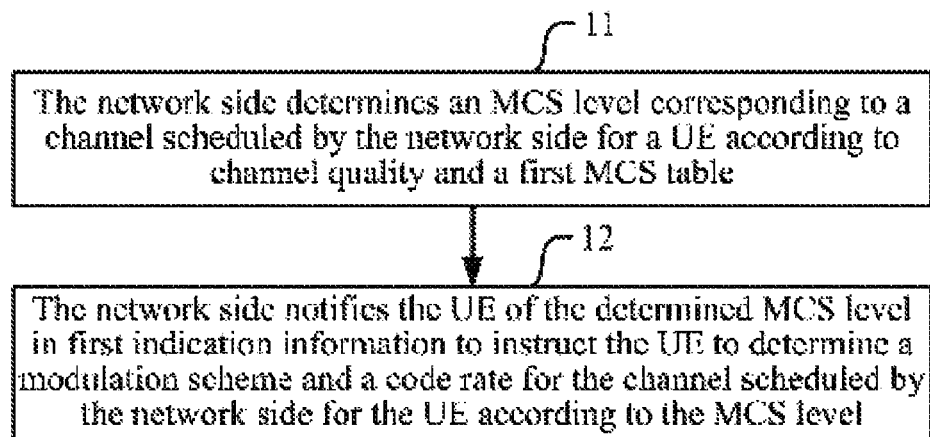 11
The network side determines an MCS level corresponding to a
channel scheduled by the network side for a UE according to
channel quality and a first MCS table
12
The network side notifies the UE of the determined MCS level
in first indication information to instruct the UE to determine a
modulation scheme and a code rate for the channel scheduled by
the network side for the UE according to the MCS level